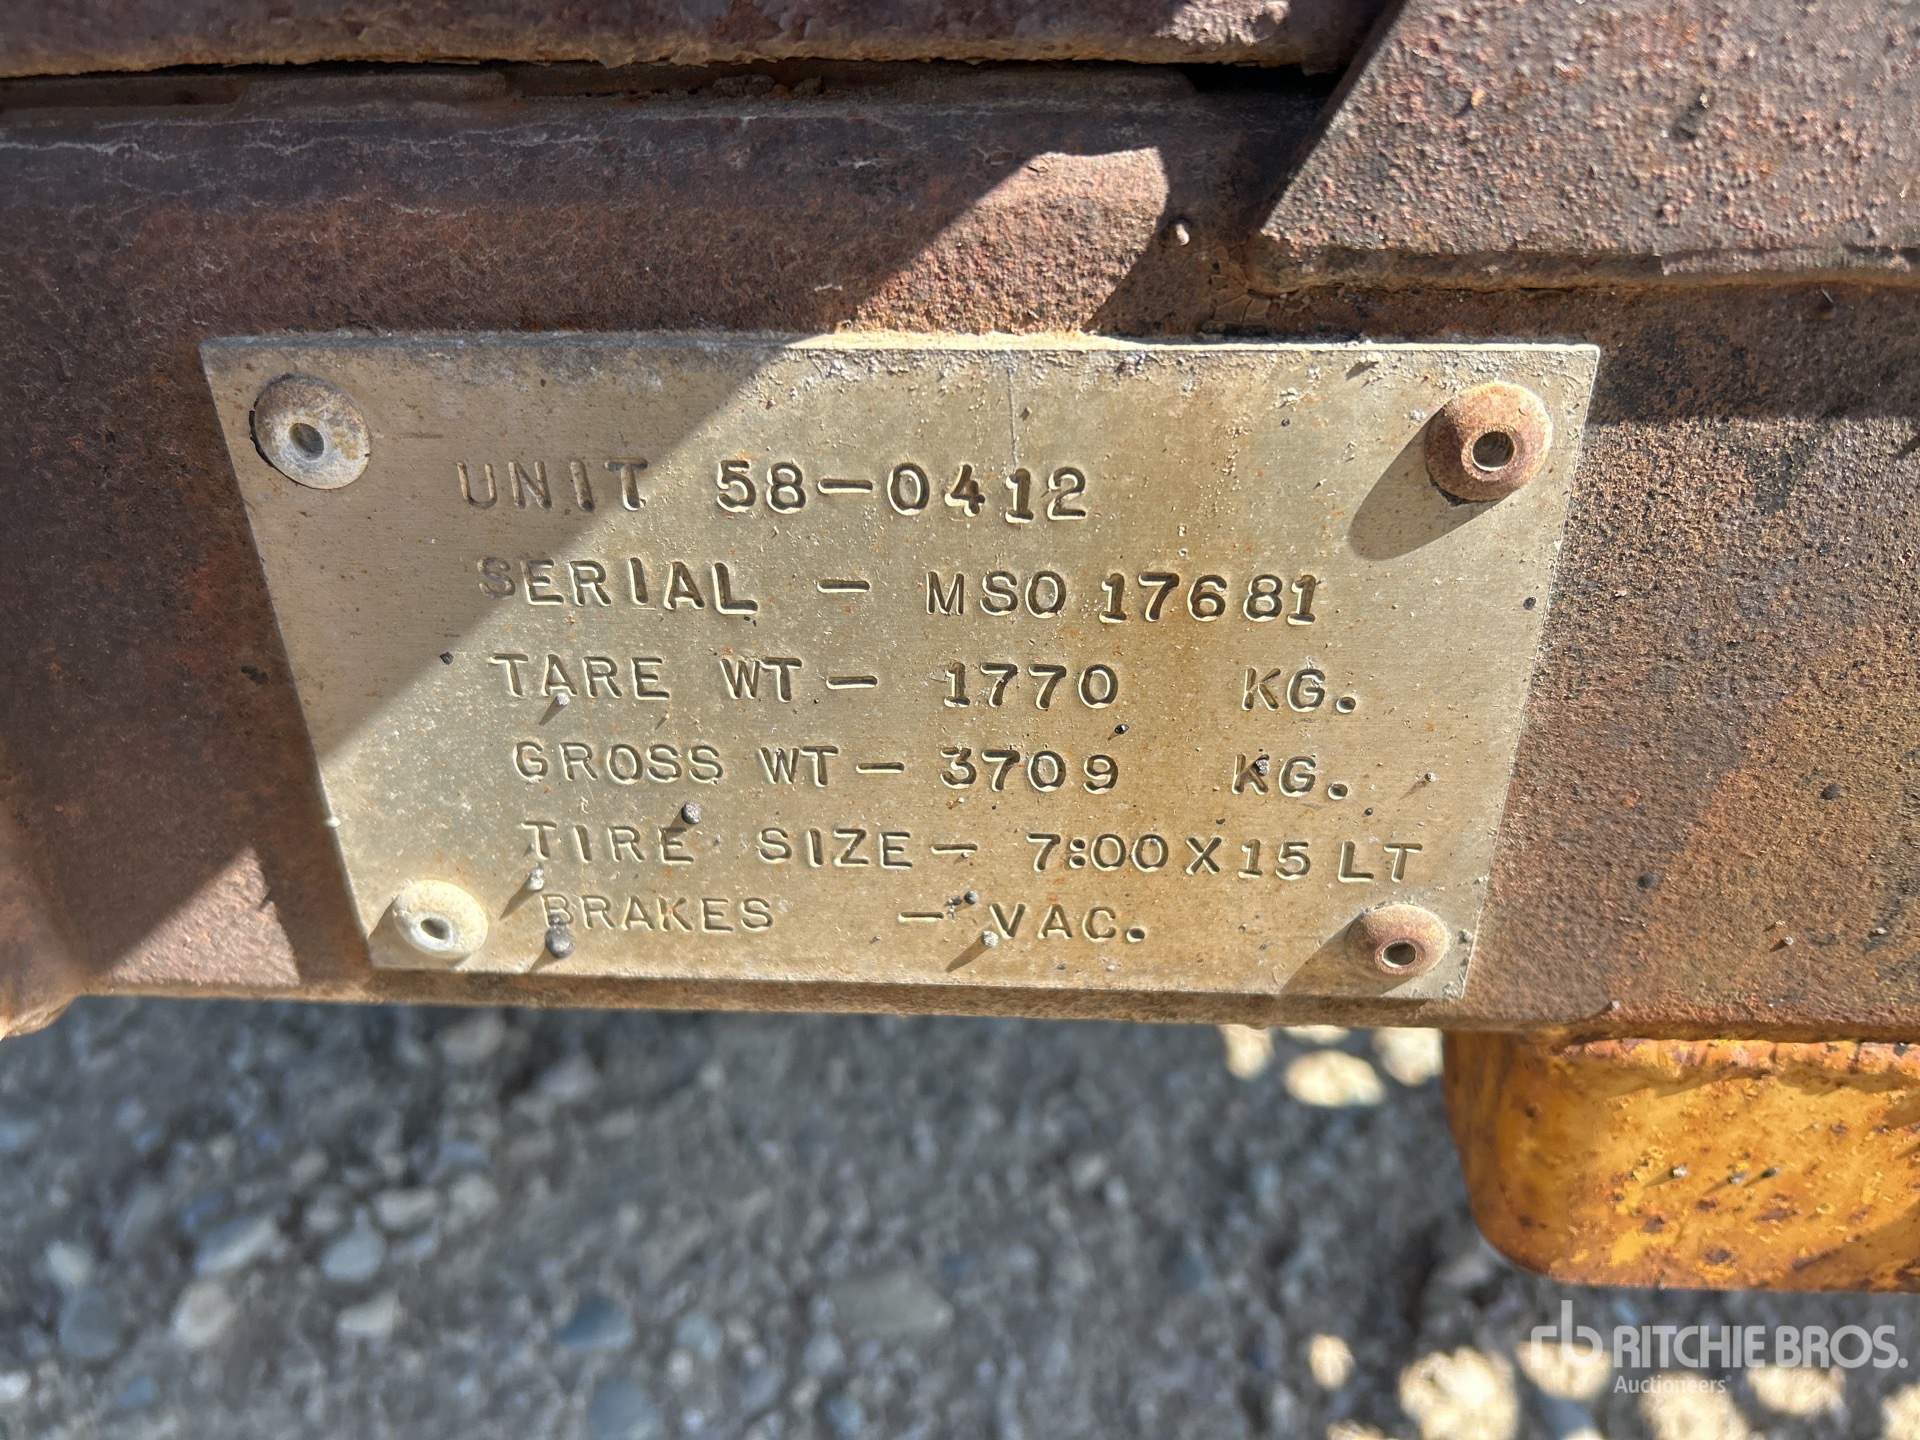 UNIT 58-0412
SERIAL - MSO 17681
TARE WT - 1770 KG.
GROSS WT - 3709 KG.
TIRE SIZE - 7:00 X 15 LT
BRAKES - VAC.
rb RITCHIE BROS.
Auctioneers